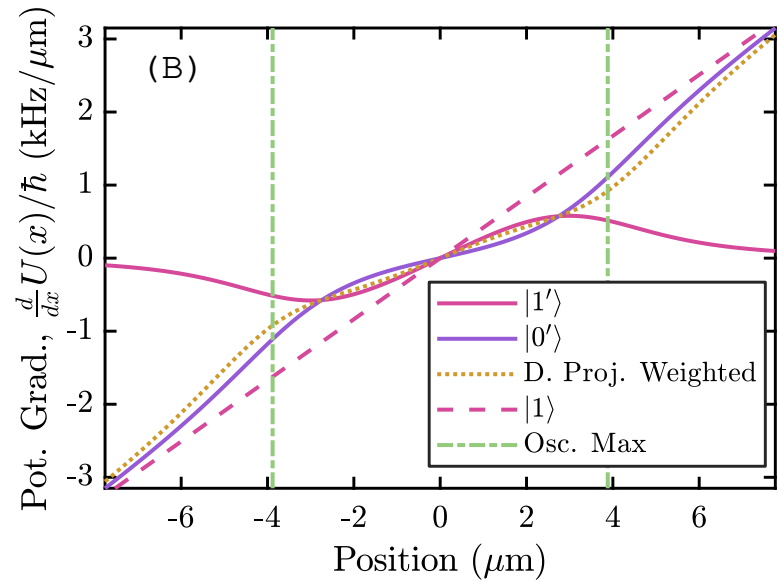 (B)
Pot. Grad., d/dx U(x)/ħ (kHz/μm)
3
2
1
0
-1
-2
-3
|1′⟩
|0′⟩
D. Proj. Weighted
|1⟩
Osc. Max
-6 -4 -2 0 2 4 6
Position (μm)